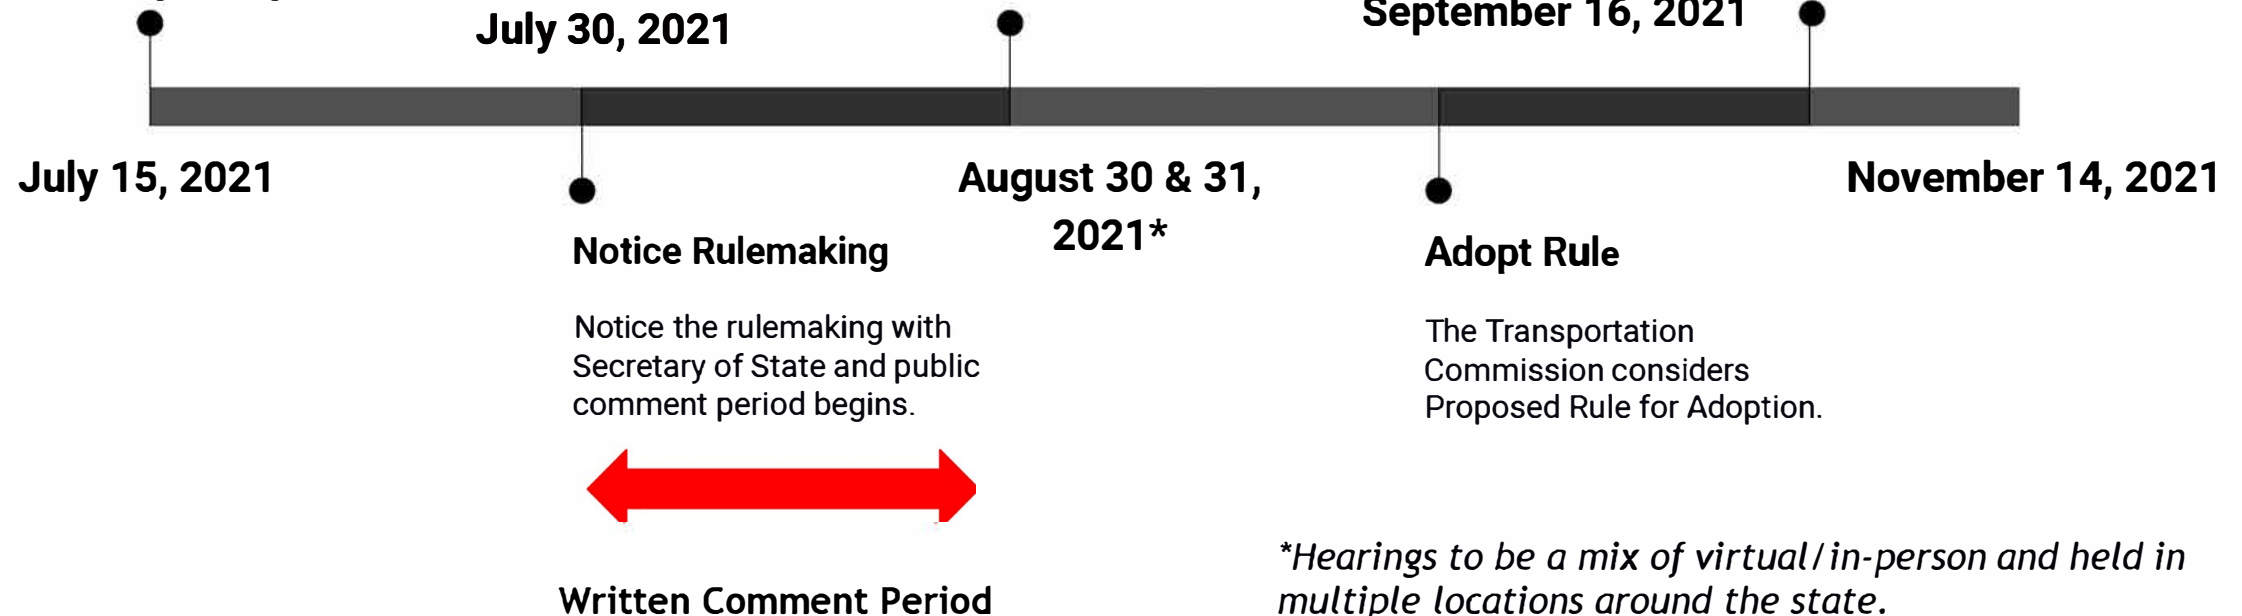 July 30, 2021
September 16, 2021
July 15, 2021
August 30 & 31,
2021*
November 14, 2021
Notice Rulemaking
Notice the rulemaking with
Secretary of State and public
comment period begins.
Adopt Rule
The Transportation
Commission considers
Proposed Rule for Adoption.
Written Comment Period
*Hearings to be a mix of virtual/in-person and held in
multiple locations around the state.